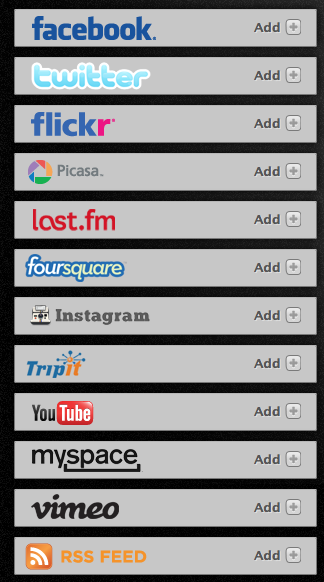 facebook. Add
twitter Add
flickr Add
Picasa™ Add
last.fm Add
foursquare Add
Instagram Add
TripIt Add
YouTube Add
myspace Add
vimeo Add
RSS FEED Add